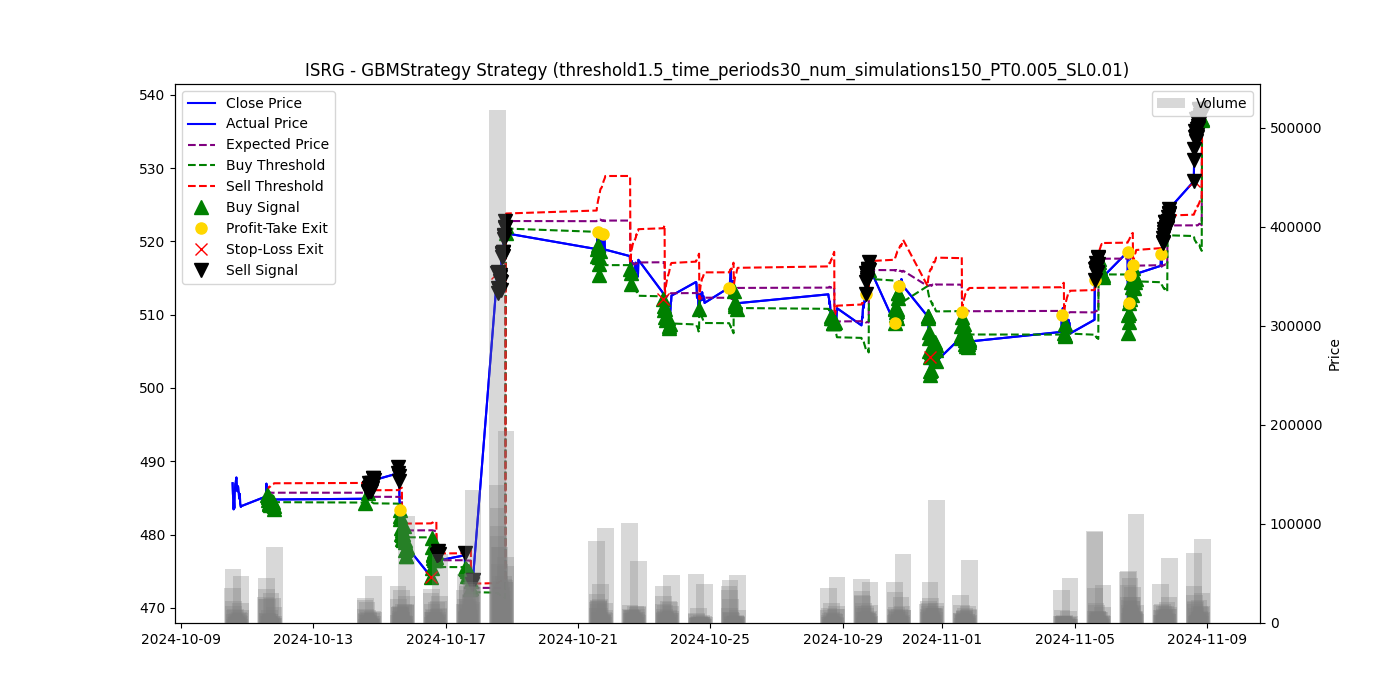 ISRG - GBMStrategy Strategy (threshold1.5_time_periods30_num_simulations150_PT0.005_SL0.01)
Close Price
Actual Price
Expected Price
Buy Threshold
Sell Threshold
Buy Signal
Profit-Take Exit
Stop-Loss Exit
Sell Signal
Volume
540
530
520
510
500
490
480
470
500000
400000
300000
200000
100000
0
Price
2024-10-09
2024-10-13
2024-10-17
2024-10-21
2024-10-25
2024-10-29
2024-11-01
2024-11-05
2024-11-09